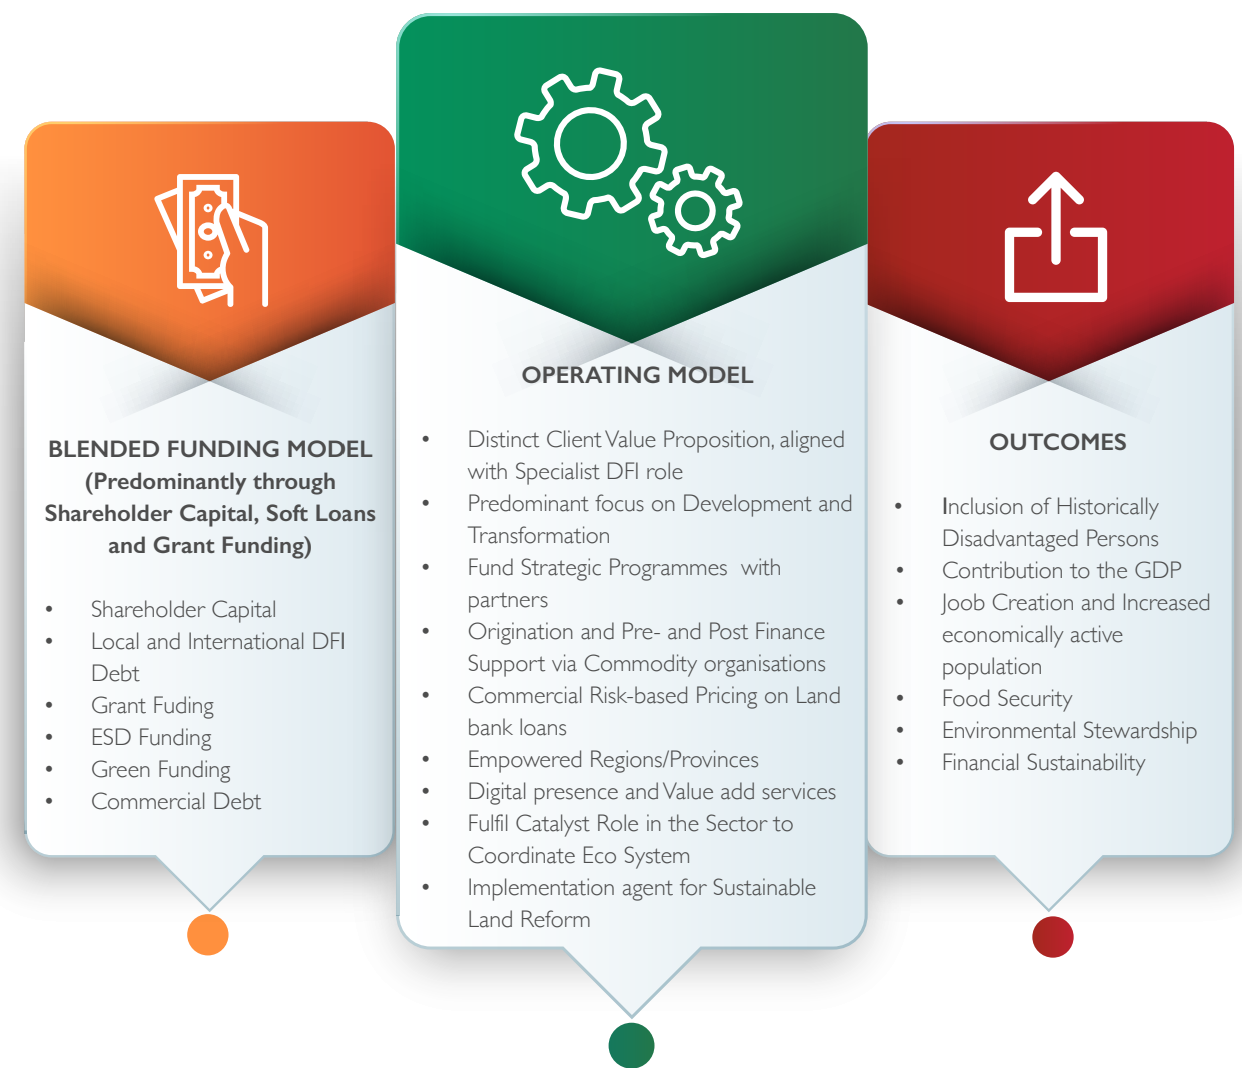 BLENDED FUNDING MODEL
(Predominantly through
Shareholder Capital, Soft Loans
and Grant Funding)
• Shareholder Capital
• Local and International DFI
Debt
• Grant Fuding
• ESD Funding
• Green Funding
• Commercial Debt
OPERATING MODEL
• Distinct Client Value Proposition, aligned
with Specialist DFI role
• Predominant focus on Development and
Transformation
• Fund Strategic Programmes with
partners
• Origination and Pre- and Post Finance
Support via Commodity organisations
• Commercial Risk-based Pricing on Land
bank loans
• Empowered Regions/Provinces
• Digital presence and Value add services
• Fulfil Catalyst Role in the Sector to
Coordinate Eco System
• Implementation agent for Sustainable
Land Reform
OUTCOMES
• Inclusion of Historically
Disadvantaged Persons
• Contribution to the GDP
• Joob Creation and Increased
economically active
population
• Food Security
• Environmental Stewardship
• Financial Sustainability